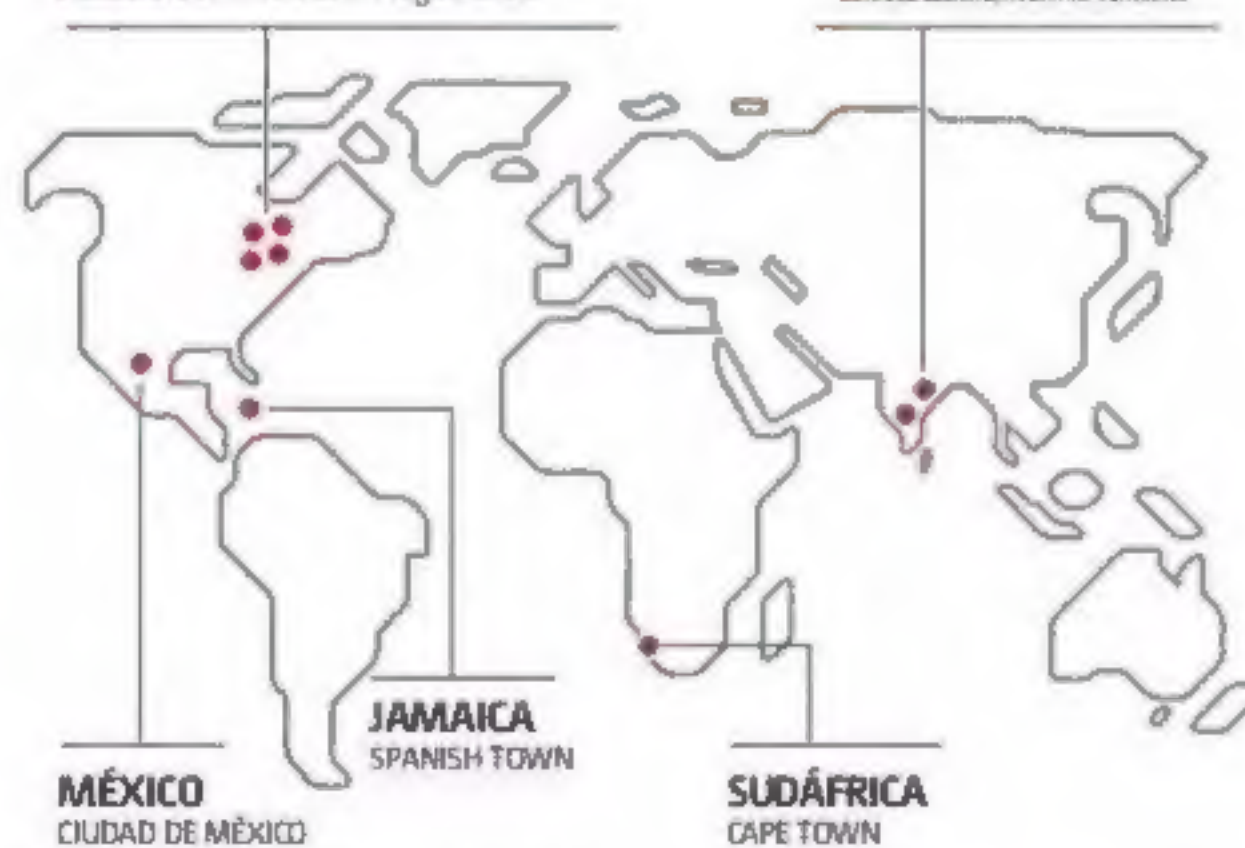 JAMAICA
SPANISH TOWN
MÉXICO
CIUDAD DE MÉXICO
SUDÁFRICA
CAPE TOWN